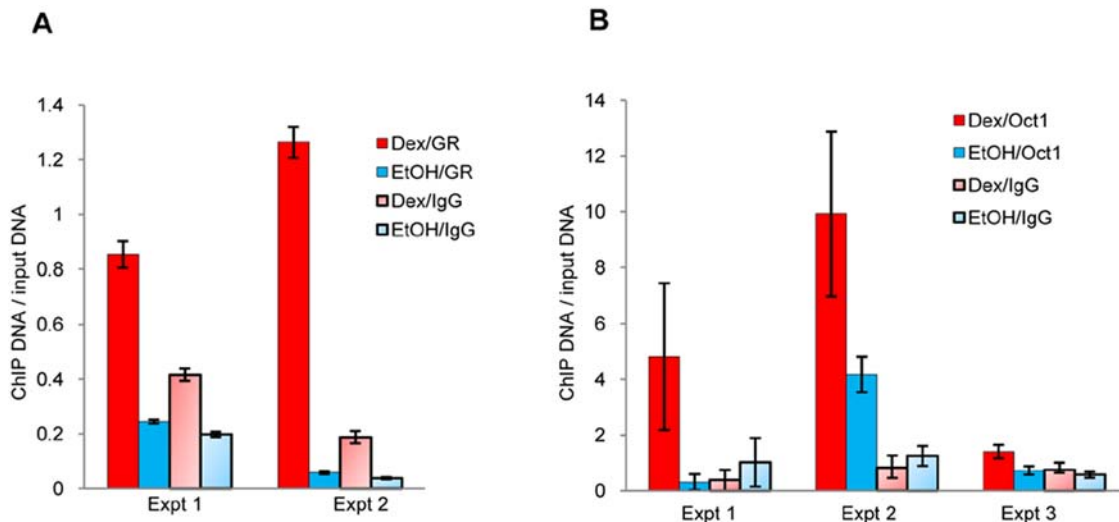 A
ChIP DNA / input DNA
1.4
1.2
1
0.8
0.6
0.4
0.2
0
Dex/GR
EtOH/GR
Dex/IgG
EtOH/IgG
Expt 1
Expt 2
B
ChIP DNA / input DNA
14
12
10
8
6
4
2
0
Dex/Oct1
EtOH/Oct1
Dex/IgG
EtOH/IgG
Expt 1
Expt 2
Expt 3